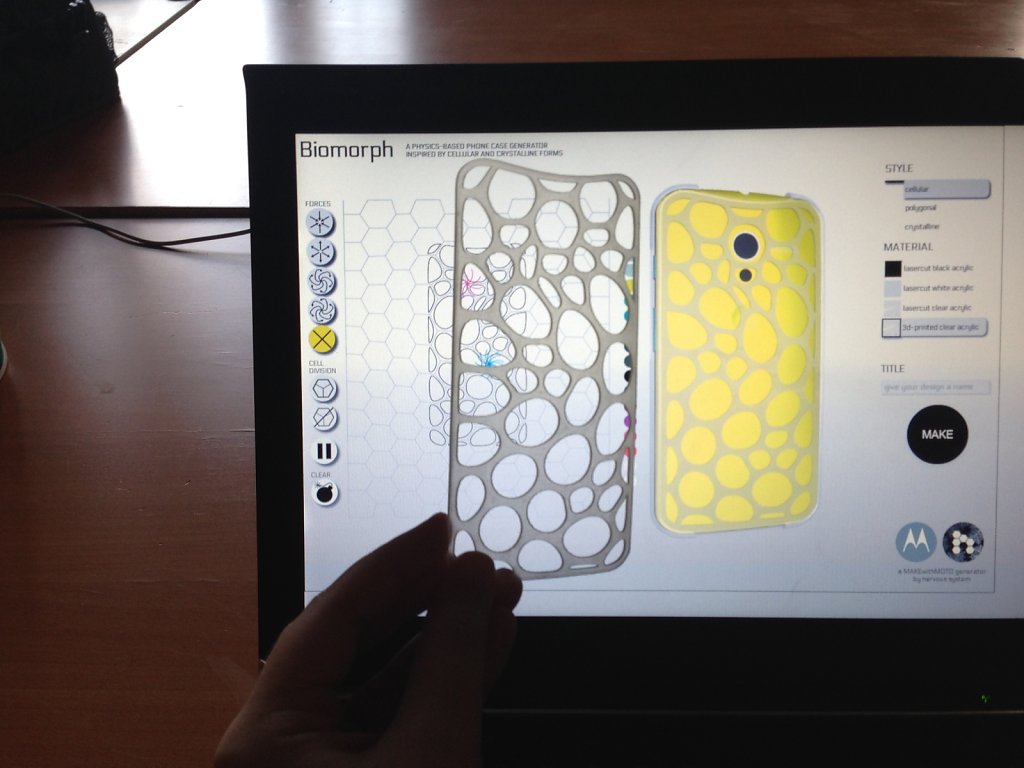 Biomorph
A PHYSICS-BASED PHONE CASE GENERATOR
INSPIRED BY CELLULAR AND CRYSTALLINE FORMS
FORCES
CELL
DIVISION
CLEAR
STYLE
cellular
polygonal
crystalline
MATERIAL
lasercut black acrylic
lasercut white acrylic
lasercut clear acrylic
3d-printed clear acrylic
TITLE
give your design a name
MAKE
a MAKEwithMOTO generator
by nervous system